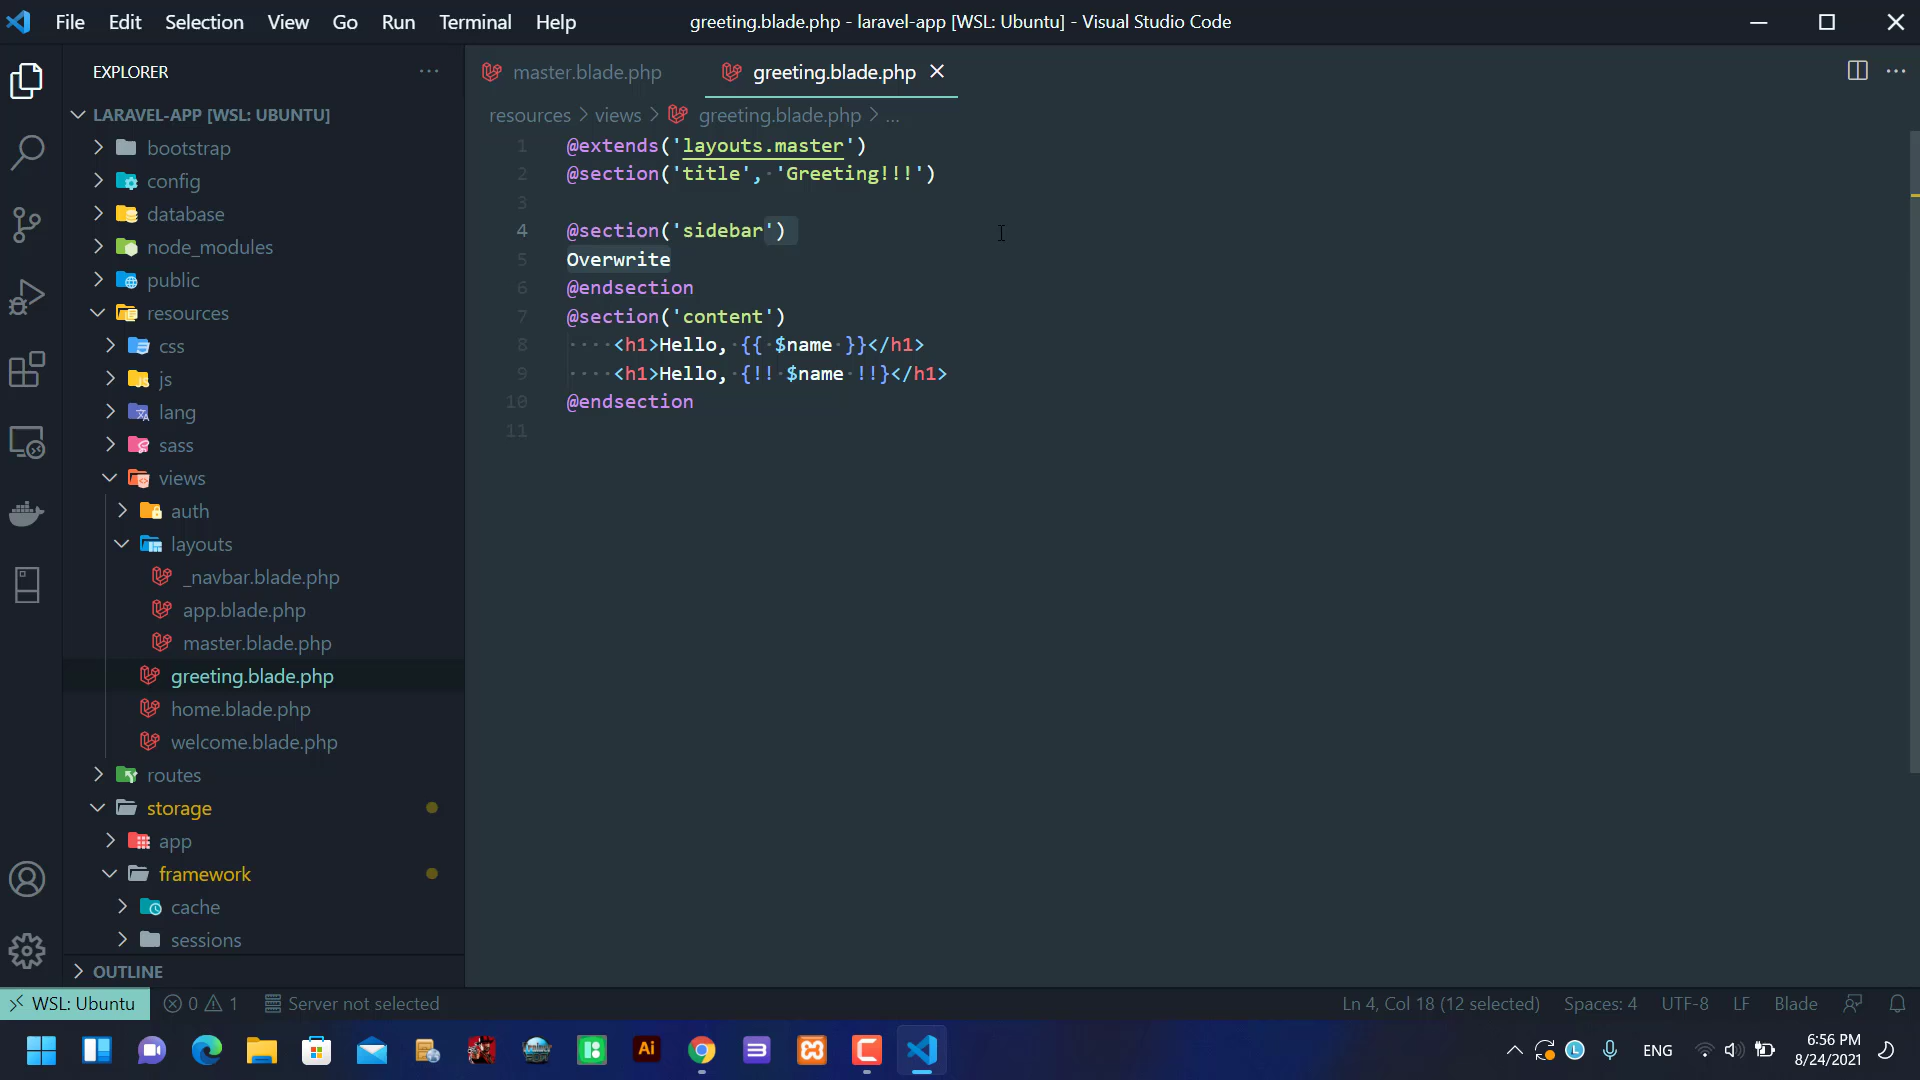 File Edit Selection View Go Run Terminal Help
greeting.blade.php - laravel-app [WSL: Ubuntu] - Visual Studio Code
EXPLORER
LARAVEL-APP [WSL: UBUNTU]
bootstrap
config
database
node_modules
public
resources
css
js
lang
sass
views
auth
layouts
_navbar.blade.php
app.blade.php
master.blade.php
greeting.blade.php
home.blade.php
welcome.blade.php
routes
storage
app
framework
cache
sessions
OUTLINE
master.blade.php greeting.blade.php
resources > views > greeting.blade.php > ...
1 @extends('layouts.master')
2 @section('title', 'Greeting!!!')
3
4 @section('sidebar')
5 Overwrite
6 @endsection
7 @section('content')
8 ····<h1>Hello, {{ $name }}</h1>
9 ····<h1>Hello, {!! $name !!}</h1>
10 @endsection
11
WSL: Ubuntu 0 1 Server not selected
Ln 4, Col 18 (12 selected) Spaces: 4 UTF-8 LF Blade
Ai
ENG
6:56 PM
8/24/2021